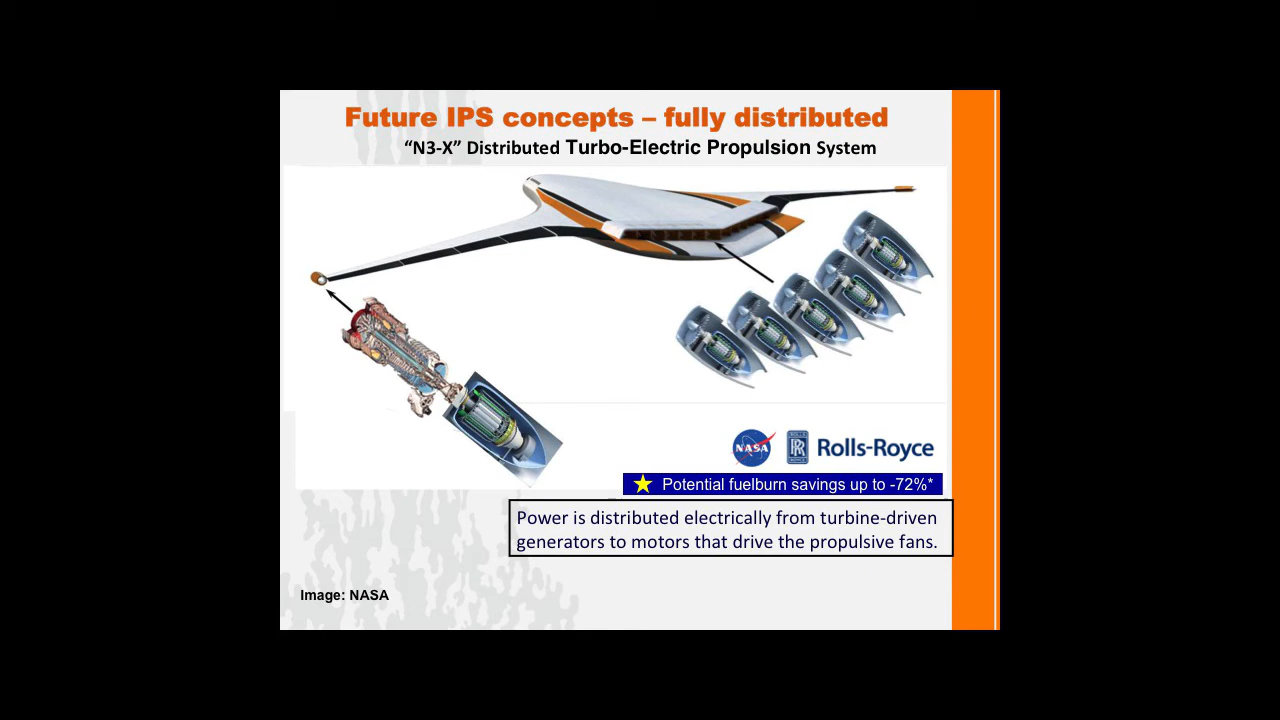 Future IPS concepts – fully distributed
“N3-X” Distributed Turbo-Electric Propulsion System
NASA
RR
Rolls-Royce
Potential fuelburn savings up to -72%*
Power is distributed electrically from turbine-driven
generators to motors that drive the propulsive fans.
Image: NASA